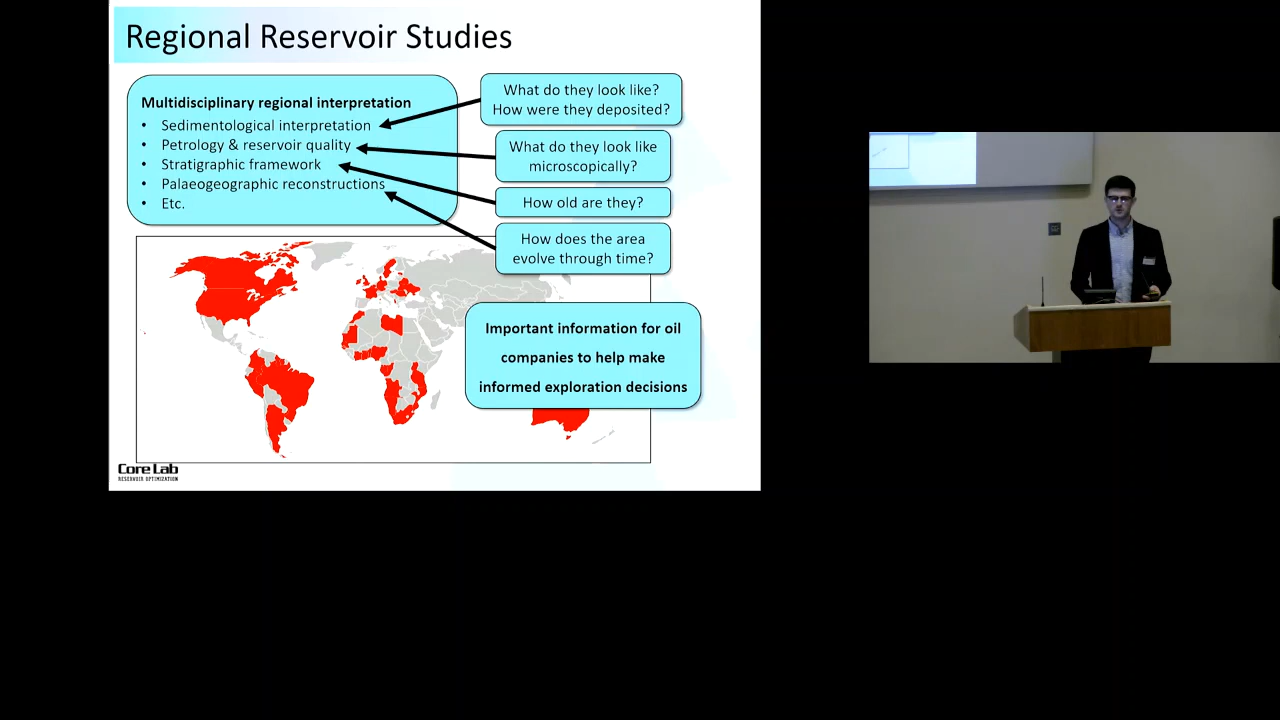 Regional Reservoir Studies
Multidisciplinary regional interpretation
• Sedimentological interpretation
• Petrology & reservoir quality
• Stratigraphic framework
• Palaeogeographic reconstructions
• Etc.
What do they look like?
How were they deposited?
What do they look like
microscopically?
How old are they?
How does the area
evolve through time?
Important information for oil
companies to help make
informed exploration decisions
Core Lab
RESERVOIR OPTIMIZATION